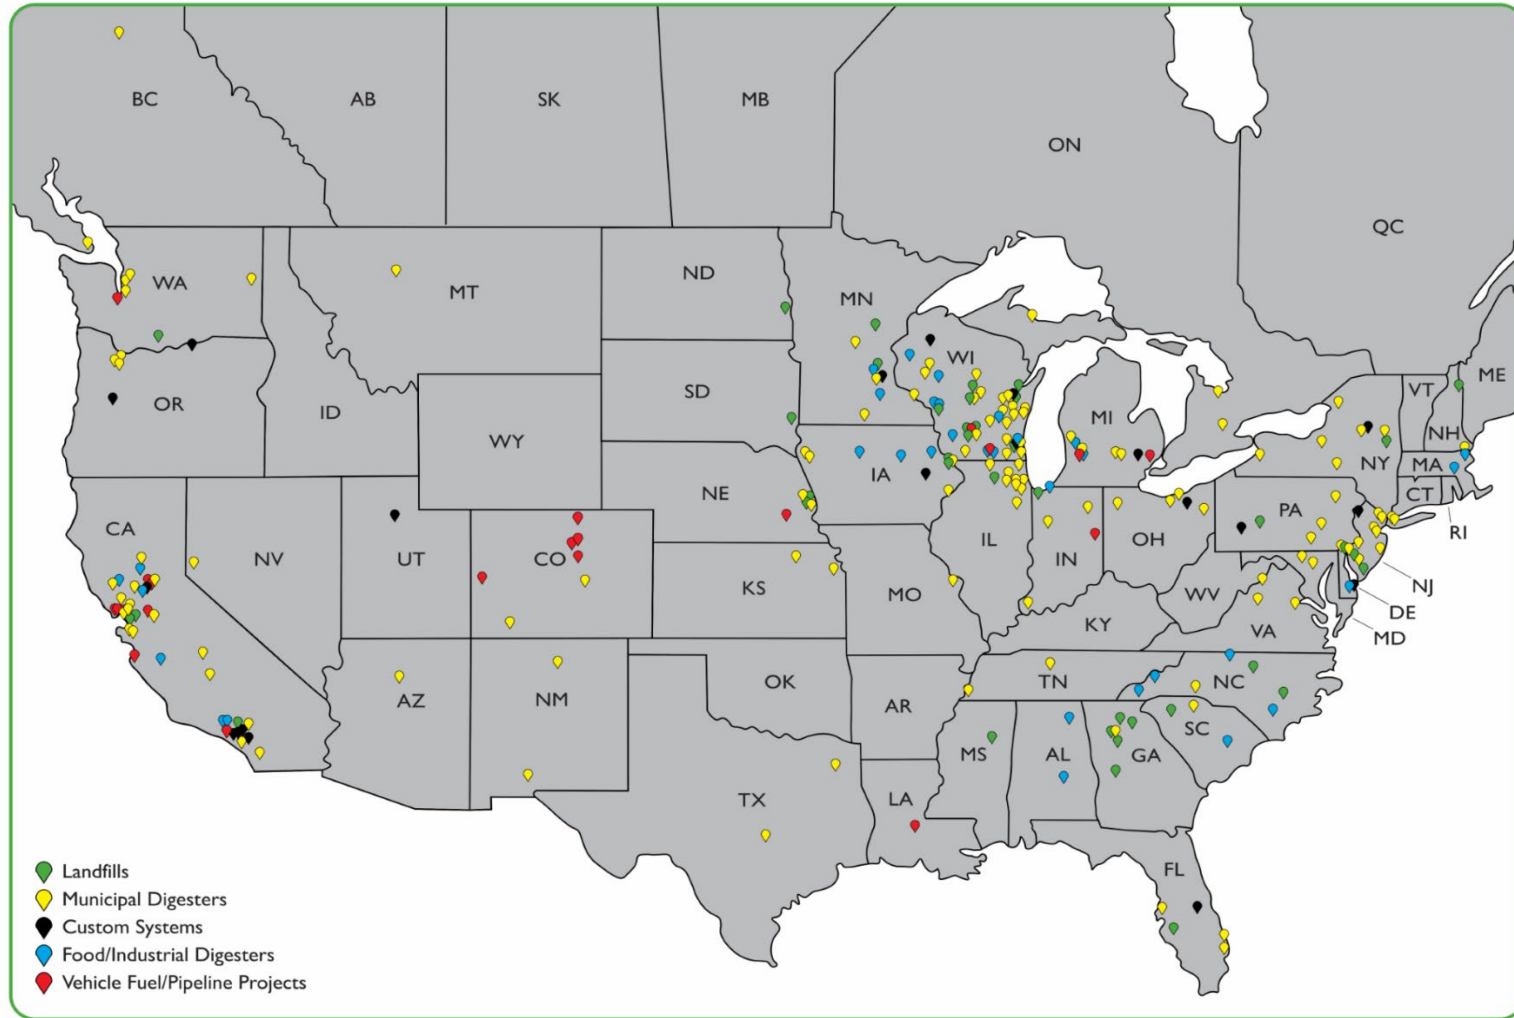 BC
AB
SK
MB
ON
QC
WA
MT
ND
MN
WI
MI
VT
ME
NH
OR
ID
SD
WY
NY
MA
CT
RI
IA
NE
PA
CA
NV
UT
CO
IL
IN
OH
NJ
KS
MO
WV
DE
KY
VA
MD
AZ
NM
OK
TN
NC
AR
SC
MS
AL
GA
TX
LA
FL
Landfills
Municipal Digesters
Custom Systems
Food/Industrial Digesters
Vehicle Fuel/Pipeline Projects